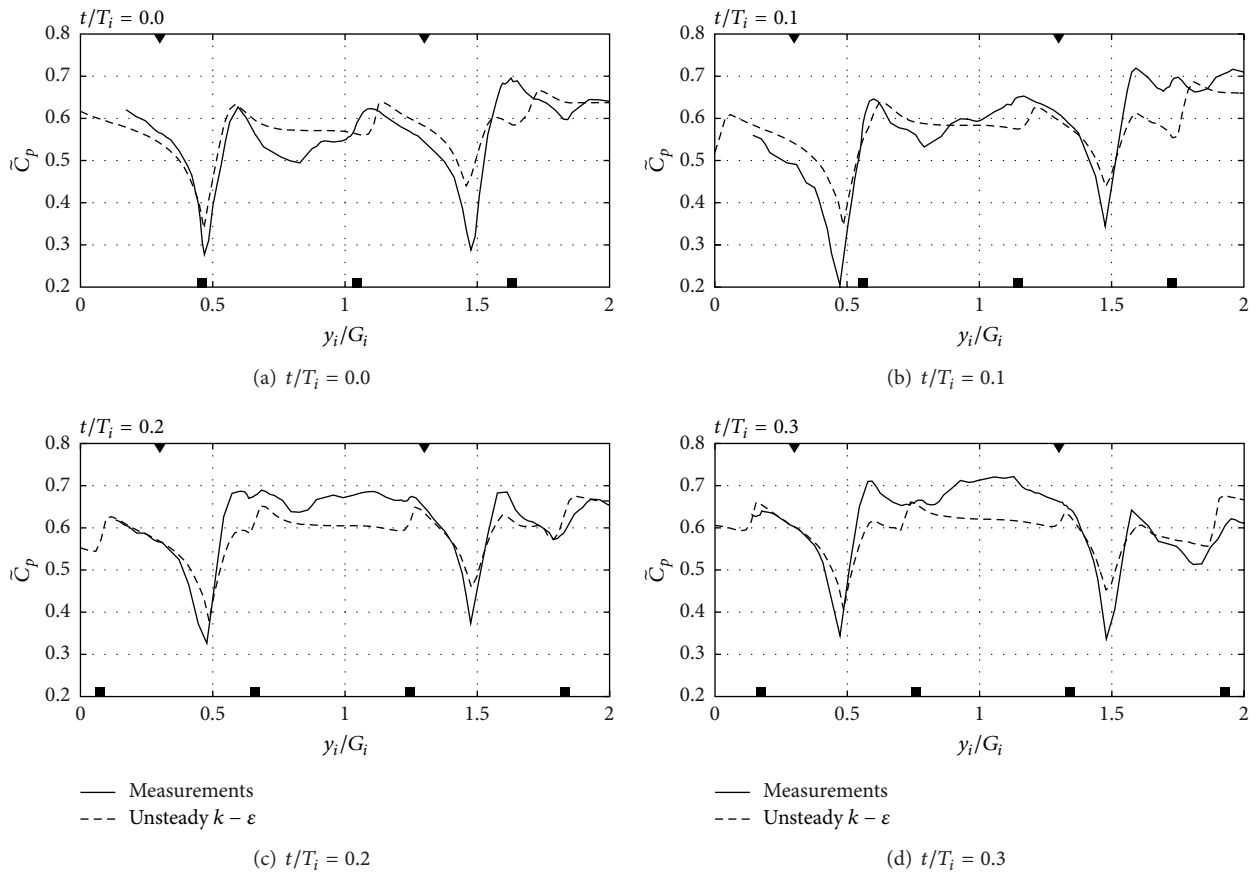 t/T_i = 0.0
0.8
0.7
0.6
0.5
0.4
0.3
0.2
C̃_p
0 0.5 1 1.5 2
y_i/G_i
(a) t/T_i = 0.0
t/T_i = 0.1
0.8
0.7
0.6
0.5
0.4
0.3
0.2
C̃_p
0 0.5 1 1.5 2
y_i/G_i
(b) t/T_i = 0.1
t/T_i = 0.2
0.8
0.7
0.6
0.5
0.4
0.3
0.2
C̃_p
0 0.5 1 1.5 2
y_i/G_i
Measurements
Unsteady k − ε
(c) t/T_i = 0.2
t/T_i = 0.3
0.8
0.7
0.6
0.5
0.4
0.3
0.2
C̃_p
0 0.5 1 1.5 2
y_i/G_i
Measurements
Unsteady k − ε
(d) t/T_i = 0.3